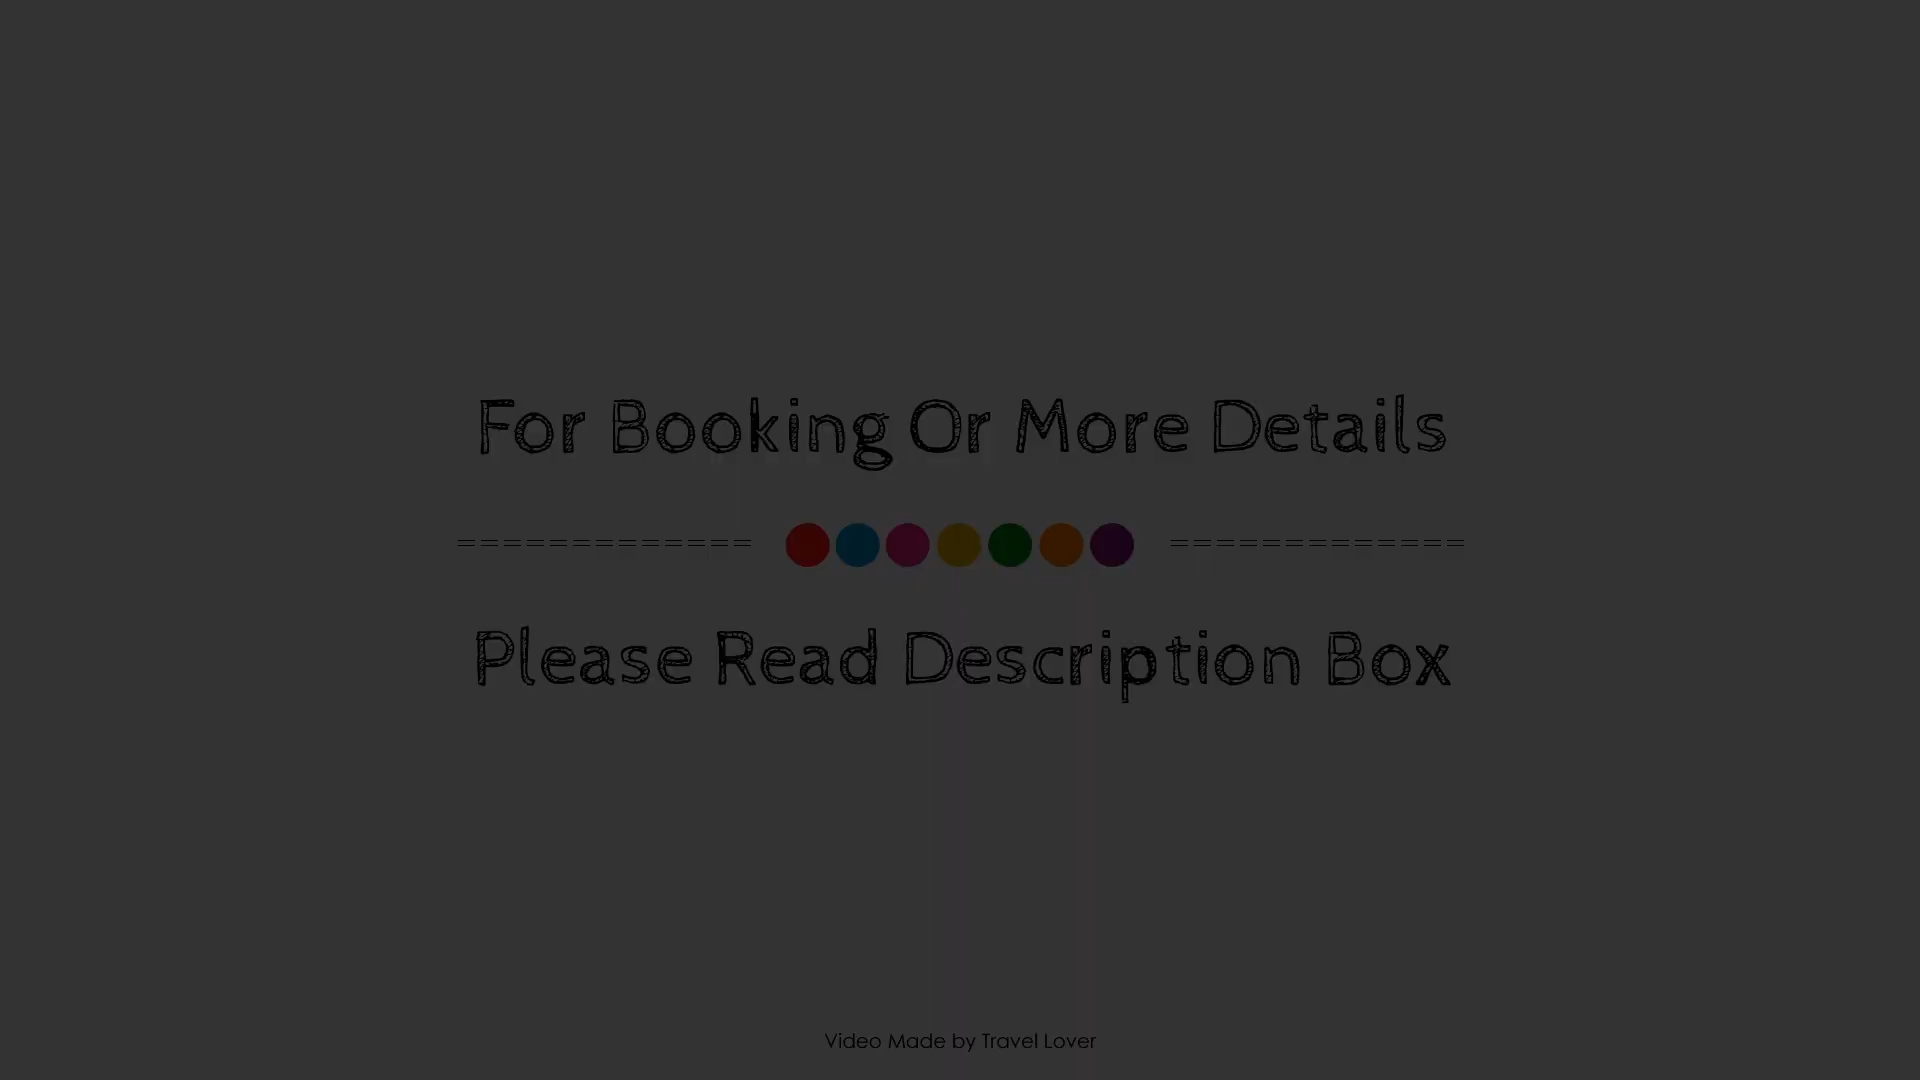 For Booking Or More Details
============= =============
Please Read Description Box
Video Made by Travel Lover